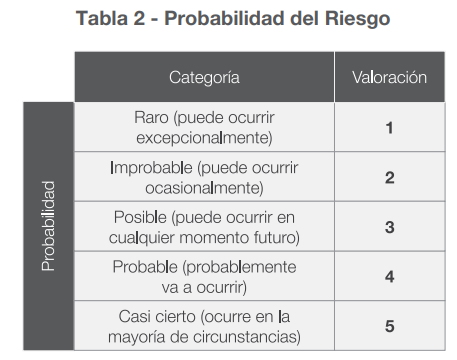 Tabla 2 - Probabilidad del Riesgo
Categoría
Valoración
Probabilidad
Raro (puede ocurrir
excepcionalmente)
1
Improbable (puede ocurrir
ocasionalmente)
2
Posible (puede ocurrir en
cualquier momento futuro)
3
Probable (probablemente
va a ocurrir)
4
Casi cierto (ocurre en la
mayoría de circunstancias)
5